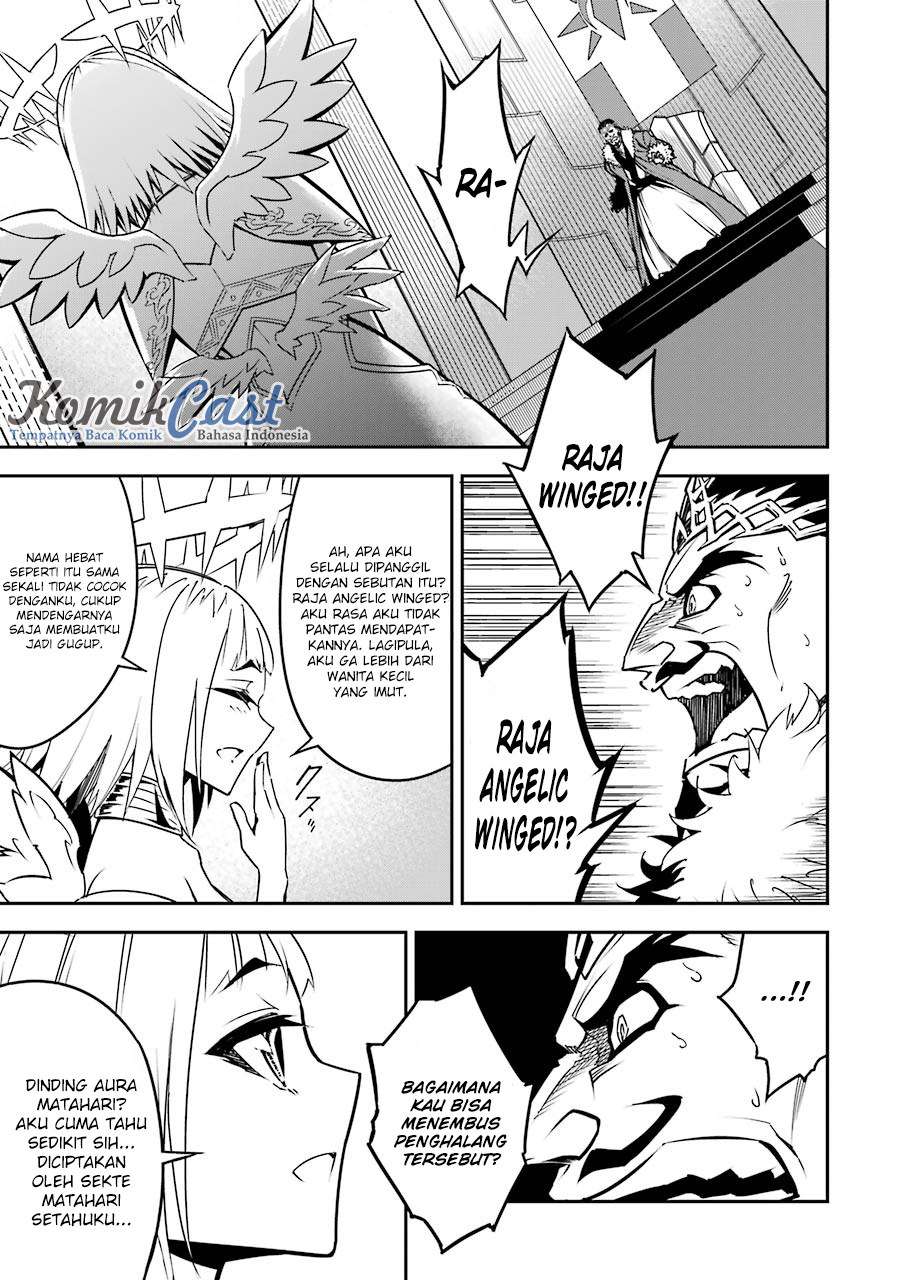 RA-
KomikCast
Tempatnya Baca Komik Bahasa Indonesia
RAJA
WINGED!!
RAJA
ANGELIC
WINGED!?
AH, APA AKU
SELALU DIPANGGIL
DENGAN SEBUTAN ITU?
RAJA ANGELIC WINGED?
AKU RASA AKU TIDAK
PANTAS MENDAPAT-
KANNYA. LAGIPULA,
AKU GA LEBIH DARI
WANITA KECIL
YANG IMUT.
NAMA HEBAT
SEPERTI ITU SAMA
SEKALI TIDAK COCOK
DENGANKU, CUKUP
MENDENGARNYA
SAJA MEMBUATKU
JADI GUGUP.
...!!
BAGAIMANA
KAU BISA
MENEMBUS
PENGHALANG
TERSEBUT?
DINDING AURA
MATAHARI?
AKU CUMA TAHU
SEDIKIT SIH...
DICIPTAKAN
OLEH SEKTE
MATAHARI
SETAHUKU...